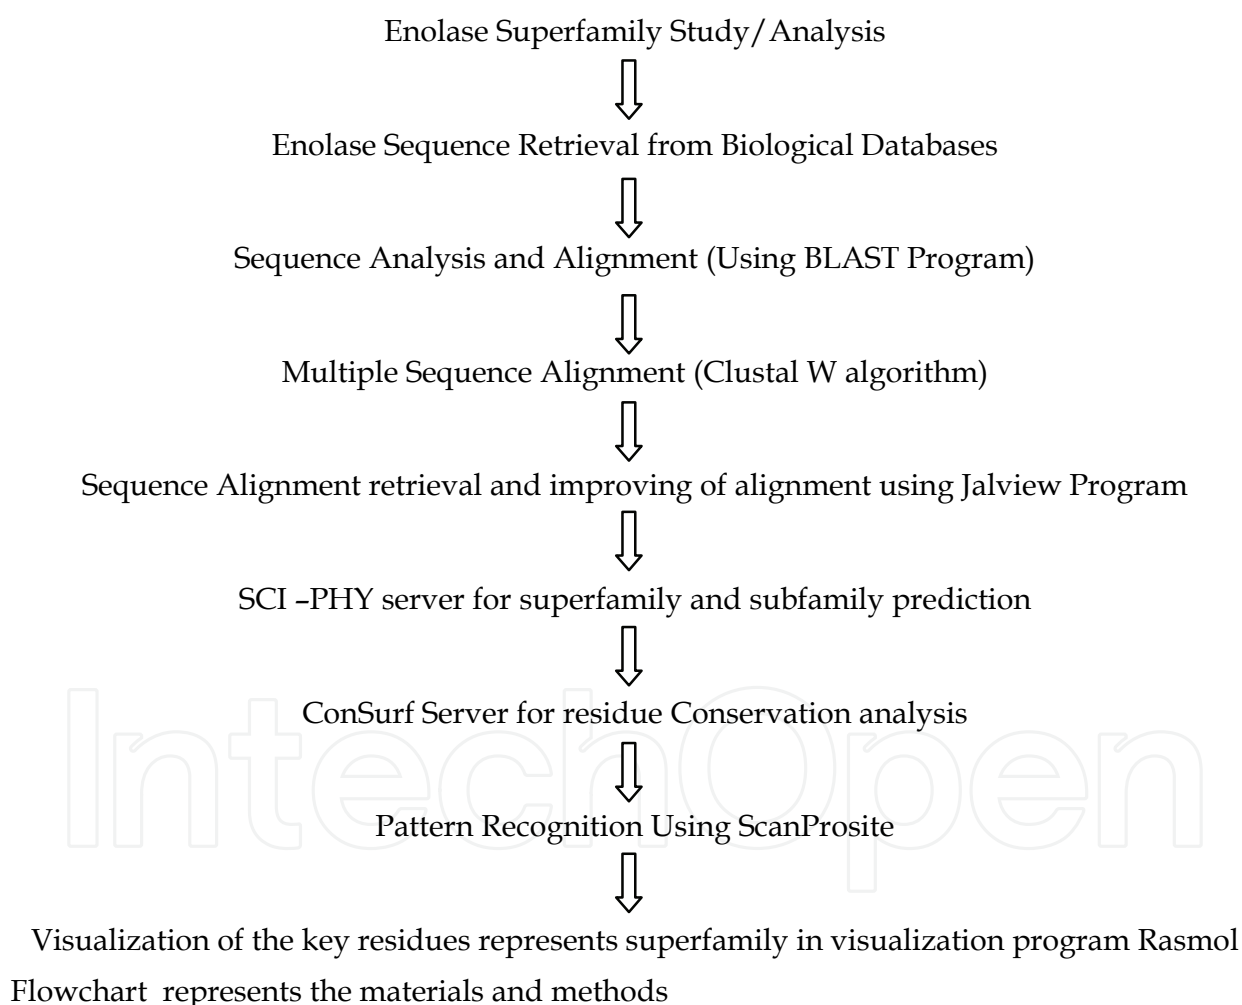 Enolase Superfamily Study/Analysis
Enolase Sequence Retrieval from Biological Databases
Sequence Analysis and Alignment (Using BLAST Program)
Multiple Sequence Alignment (Clustal W algorithm)
Sequence Alignment retrieval and improving of alignment using Jalview Program
SCI –PHY server for superfamily and subfamily prediction
ConSurf Server for residue Conservation analysis
IntechOpen
Pattern Recognition Using ScanProsite
Visualization of the key residues represents superfamily in visualization program Rasmol
Flowchart represents the materials and methods